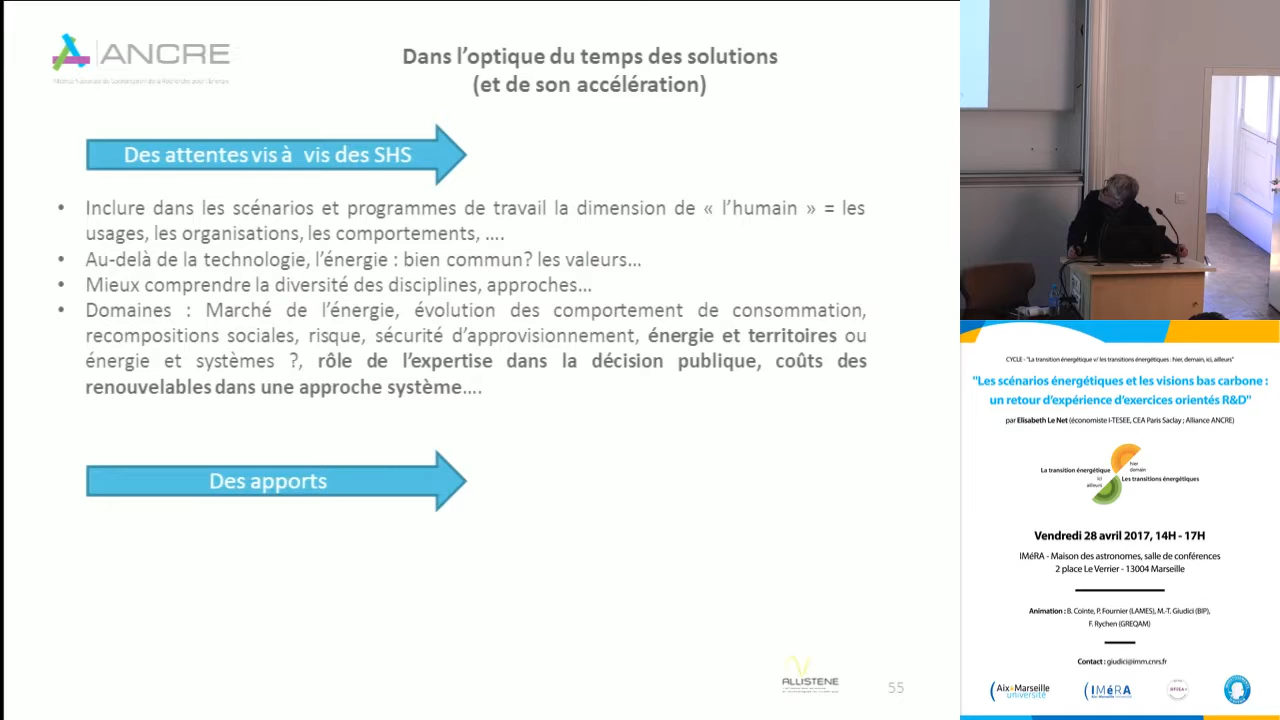 ANCRE
Dans l'optique du temps des solutions
(et de son accélération)
Des attentes vis à vis des SHS
• Inclure dans les scénarios et programmes de travail la dimension de « l'humain » = les
usages, les organisations, les comportements, ....
• Au-delà de la technologie, l'énergie : bien commun? les valeurs...
• Mieux comprendre la diversité des disciplines, approches...
• Domaines : Marché de l'énergie, évolution des comportement de consommation,
recompositions sociales, risque, sécurité d'approvisionnement, énergie et territoires ou
énergie et systèmes ?, rôle de l'expertise dans la décision publique, coûts des
renouvelables dans une approche système....
Des apports
ALLISTENE
55
CYCLE - "La transition énergétique v/ les transitions énergétiques : hier, demain, ici, ailleurs"
"Les scénarios énergétiques et les visions bas carbone :
un retour d'expérience d'exercices orientés R&D"
par Elisabeth Le Net (économiste I-TESEE, CEA Paris Saclay ; Alliance ANCRE)
hier
demain
La transition énergétique
ici
ailleurs
Les transitions énergétiques
Vendredi 28 avril 2017, 14H - 17H
IMéRA - Maison des astronomes, salle de conférences
2 place Le Verrier - 13004 Marseille
Animation : B. Cointe, P. Fournier (LAMES), M.-T. Giudici (BIP),
F. Rychen (GREQAM)
Contact : giudici@imm.cnrs.fr
Aix Marseille
université
IMéRA